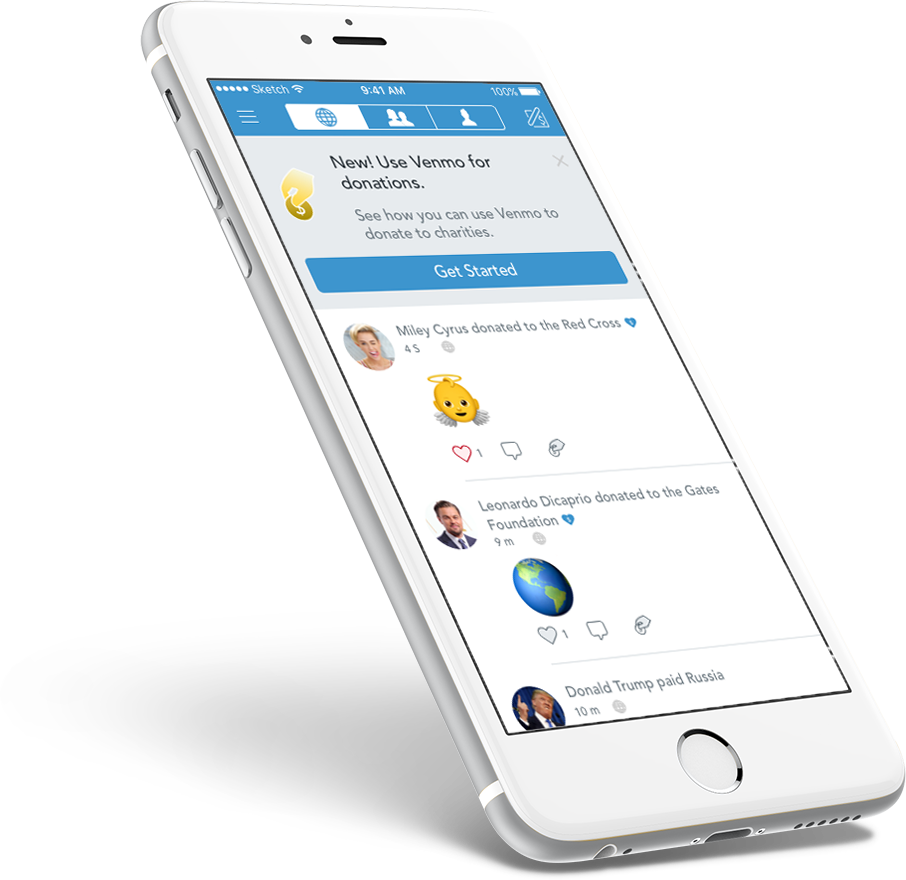 Sketch 9:41 AM 100%
New! Use Venmo for
donations.
See how you can use Venmo to
donate to charities.
Get Started
Miley Cyrus donated to the Red Cross
4 S
1
Leonardo Dicaprio donated to the Gates
Foundation
9 m
1
Donald Trump paid Russia
10 m